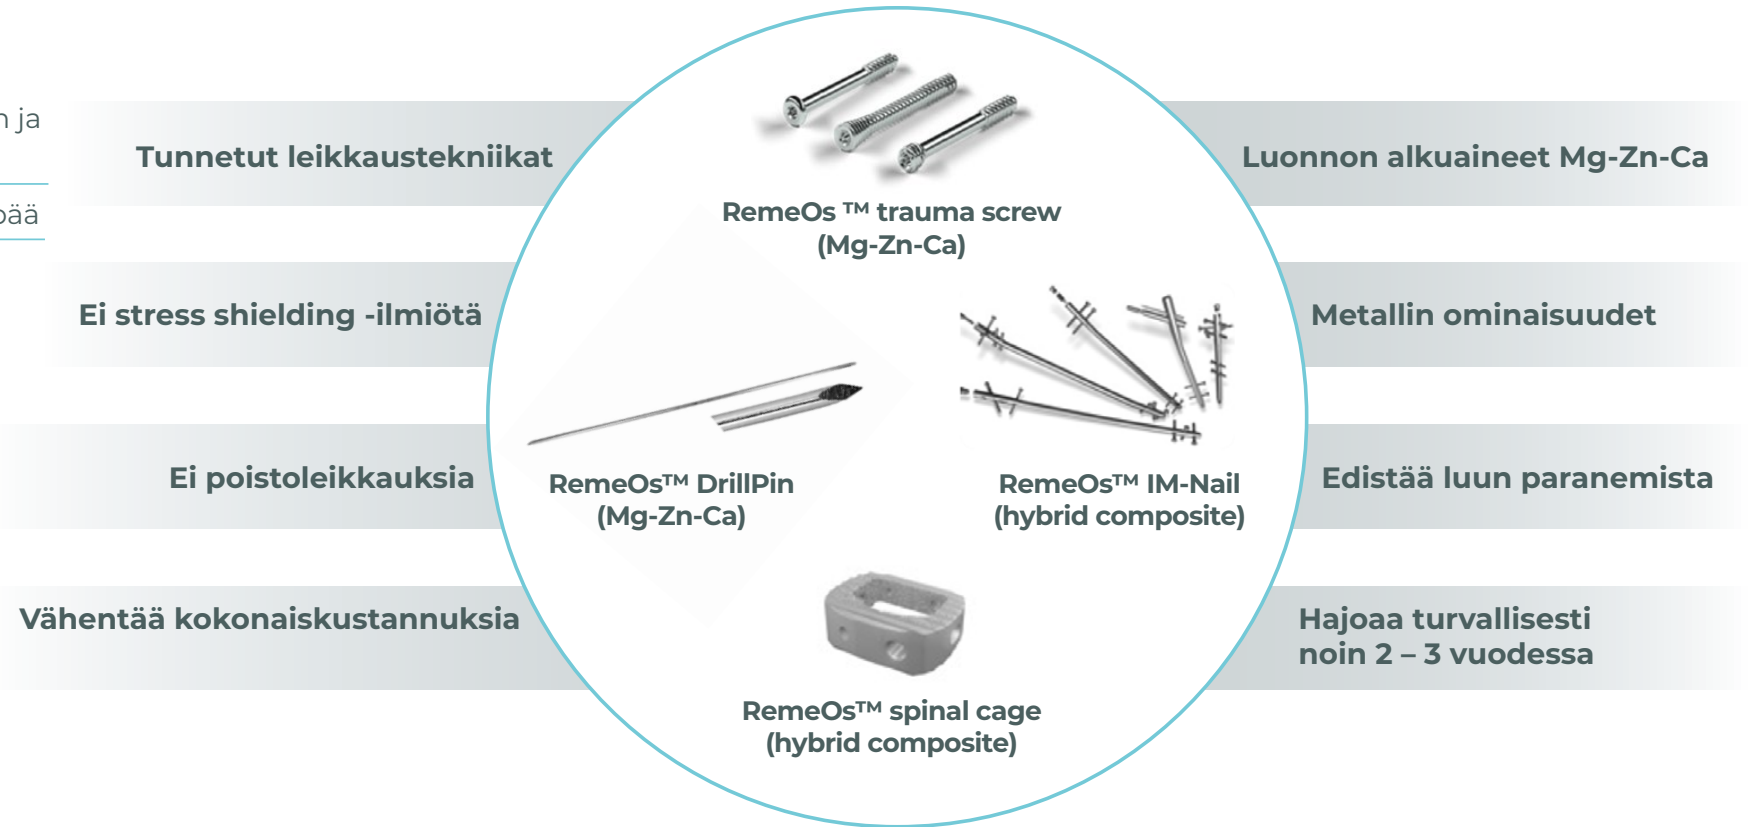 ja
Tunnetut leikkaustekniikat
Ei stress shielding -ilmiötä
Ei poistoleikkauksia
Vähentää kokonaiskustannuksia
RemeOs ™ trauma screw
(Mg-Zn-Ca)
RemeOs™ DrillPin
(Mg-Zn-Ca)
RemeOs™ IM-Nail
(hybrid composite)
RemeOs™ spinal cage
(hybrid composite)
Luonnon alkuaineet Mg-Zn-Ca
Metallin ominaisuudet
Edistää luun paranemista
Hajoaa turvallisesti
noin 2 – 3 vuodessa